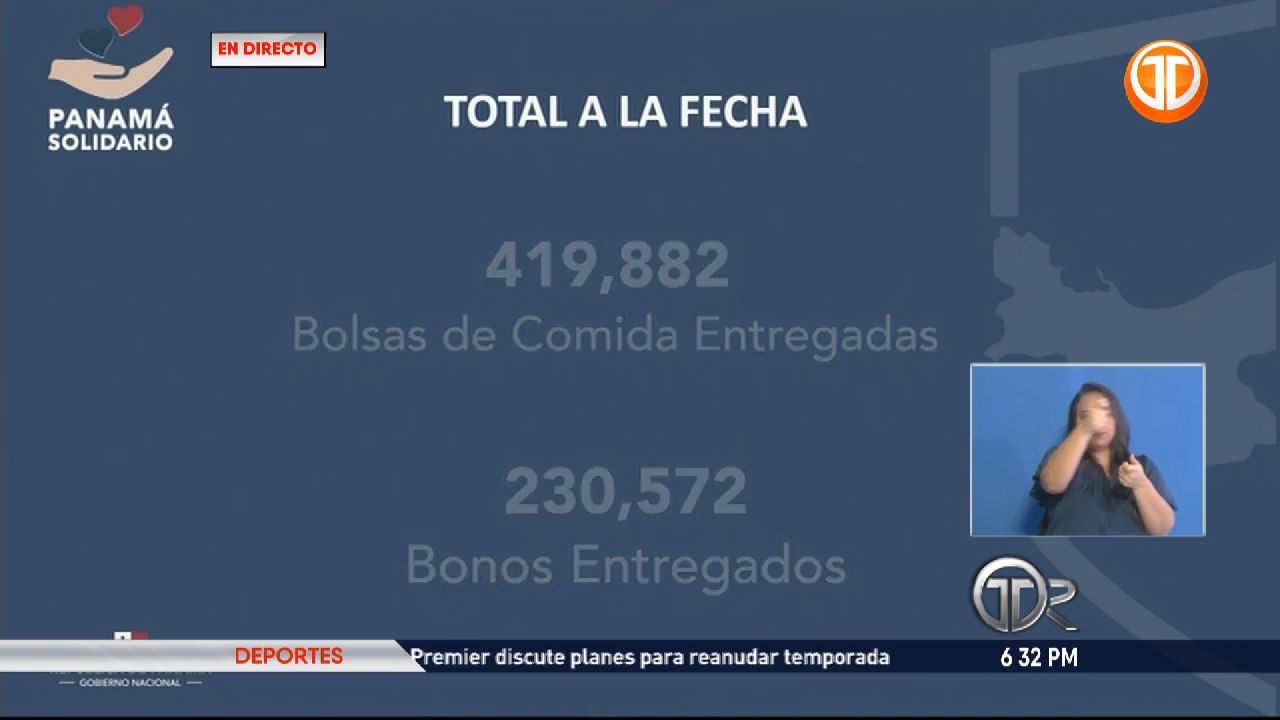 EN DIRECTO
PANAMÁ
SOLIDARIO
TOTAL A LA FECHA
419,882
Bolsas de Comida Entregadas
230,572
Bonos Entregados
DEPORTES
Premier discute planes para reanudar temporada
6 32 PM
— GOBIERNO NACIONAL —